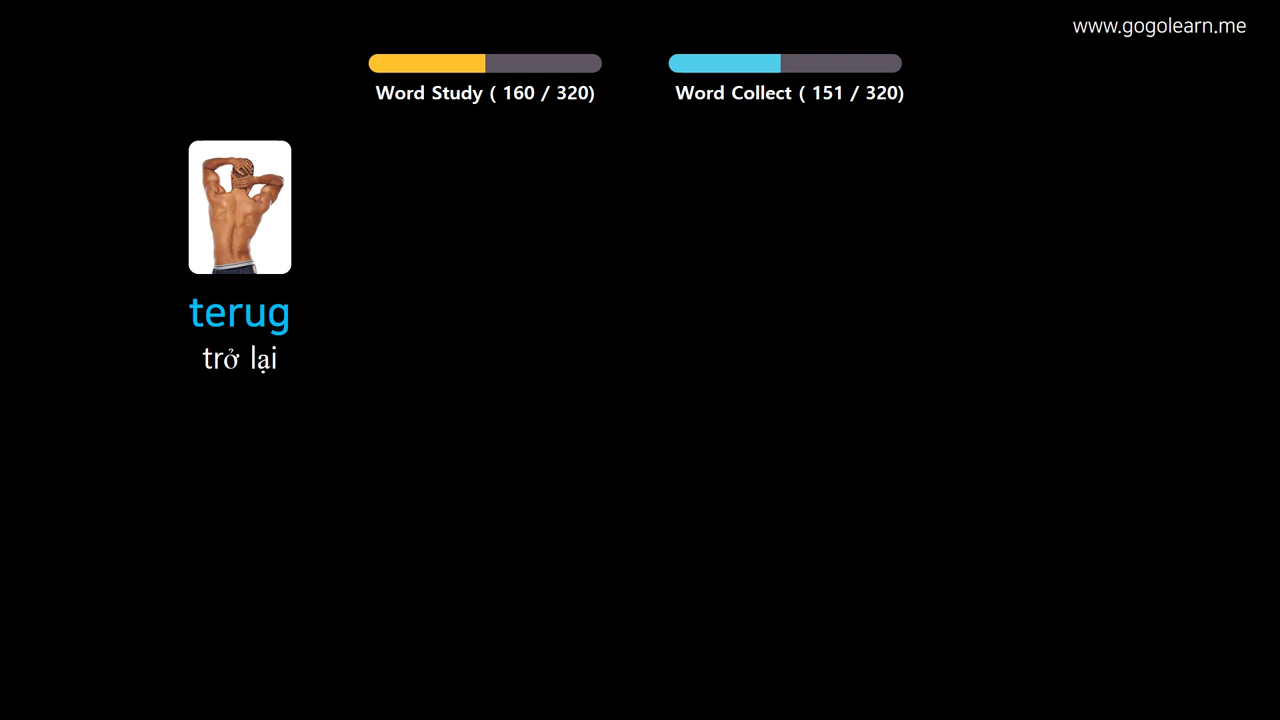 www.gogolearn.me
Word Study ( 160 / 320)
Word Collect ( 151 / 320)
terug
trở lại